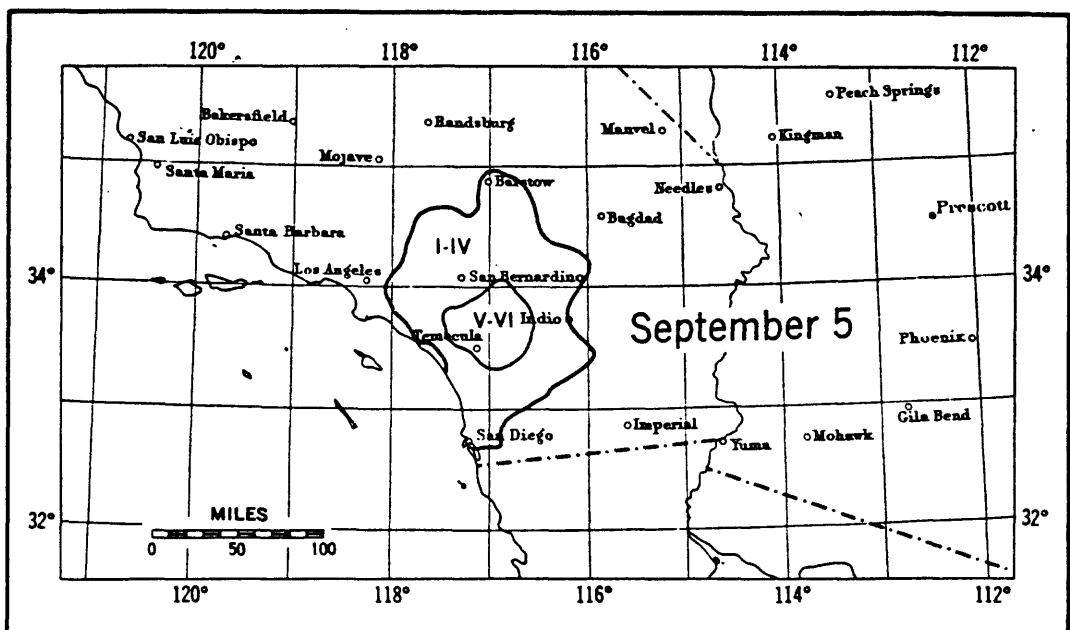 120° 118° 116° 114° 112°
Peach Springs
Bakersfield
Randsburg
Manvel
Kingman
San Luis Obispo
Mojave
Santa Maria
Barstow
Needles
Prescott
Bagdad
Santa Barbara
I-IV
34° Los Angeles San Bernardino 34°
V-VI Indio September 5
Temecula
Phoenix
Gila Bend
San Diego Imperial
Yuma Mohawk
MILES
32° 32°
0 50 100
120° 118° 116° 114° 112°